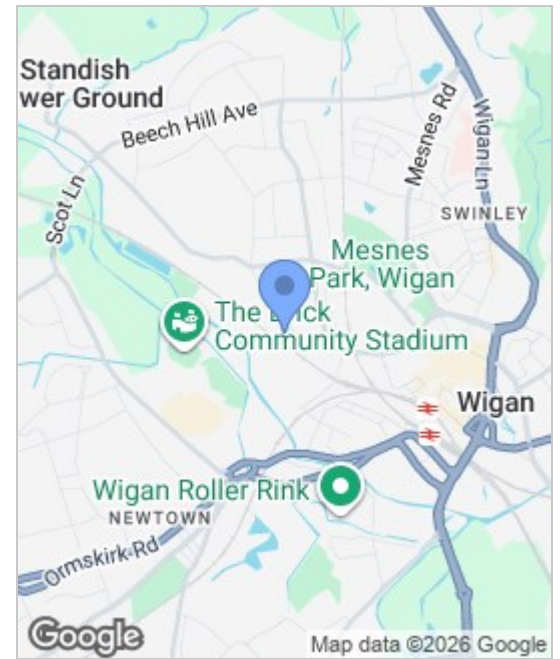 Standish
wer Ground
Beech Hill Ave
Mesnes Rd
Wigan Ln
Scot Ln
SWINLEY
Mesnes
Park, Wigan
The Brick
Community Stadium
Wigan
Wigan Roller Rink
NEWTOWN
Ormskirk Rd
Google
Map data ©2026 Google